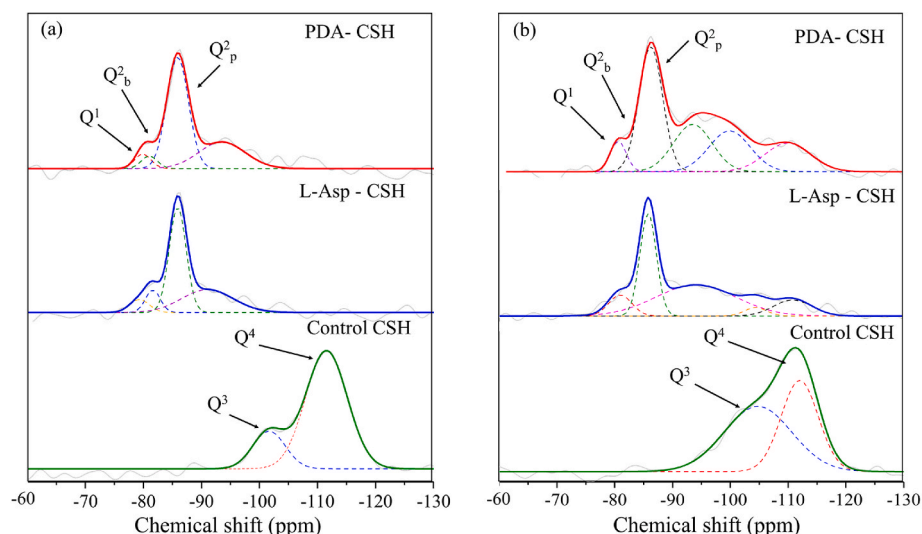 (a)
PDA- CSH
Q²p
Q²b
Q¹
L-Asp - CSH
Control CSH
Q⁴
Q³
-60 -70 -80 -90 -100 -110 -120 -130
Chemical shift (ppm)
(b)
PDA- CSH
Q²p
Q²b
Q¹
L-Asp - CSH
Control CSH
Q⁴
Q³
-50 -60 -70 -80 -90 -100 -110 -120 -130
Chemical shift (ppm)